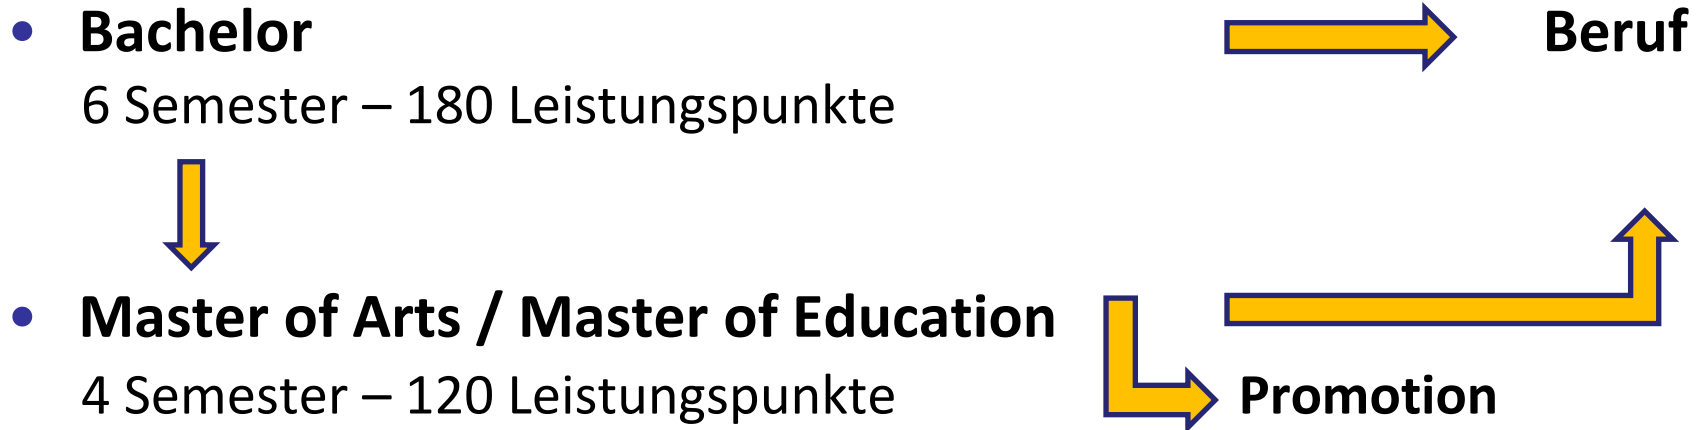 • Bachelor
Beruf
6 Semester – 180 Leistungspunkte
• Master of Arts / Master of Education
4 Semester – 120 Leistungspunkte
Promotion